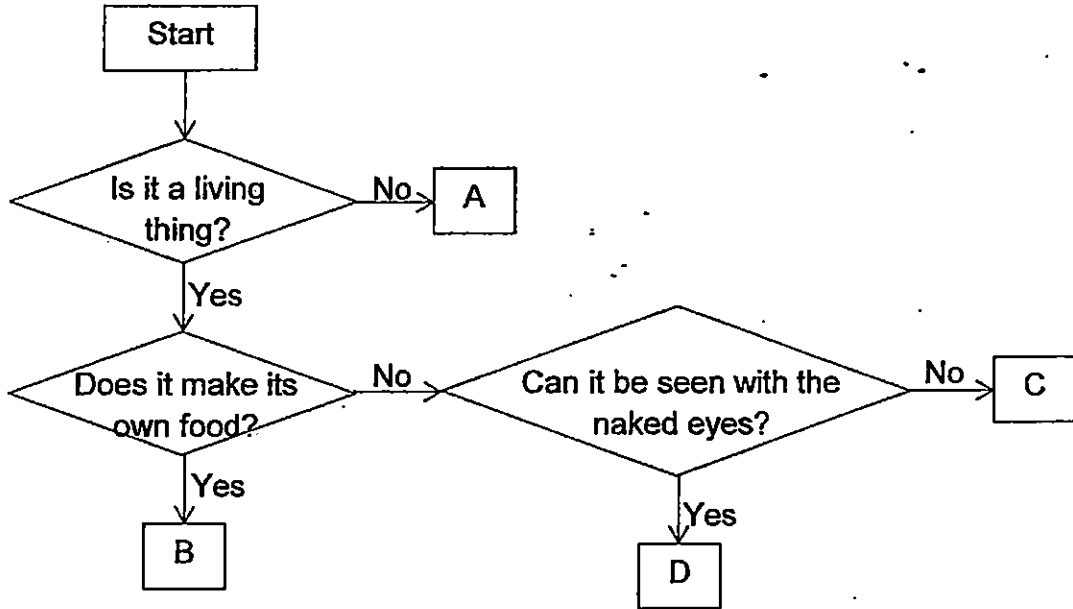 Start
Is it a living
thing?
No
A
Yes
Does it make its
own food?
No
Can it be seen with the
naked eyes?
No
C
Yes
B
Yes
D